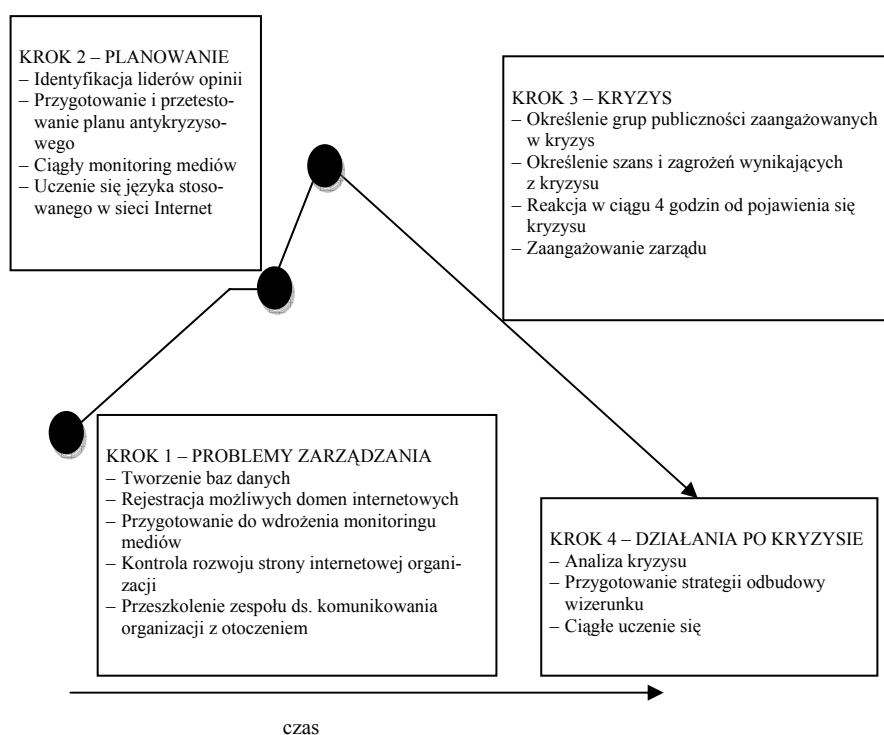 KROK 2 – PLANOWANIE
– Identyfikacja liderów opinii
– Przygotowanie i przetesto-
wanie planu antykryzyso-
wego
– Ciągły monitoring mediów
– Uczenie się języka stoso-
wanego w sieci Internet
KROK 3 – KRYZYS
– Określenie grup publiczności zaangażowanych
w kryzys
– Określenie szans i zagrożeń wynikających
z kryzysu
– Reakcja w ciągu 4 godzin od pojawienia się
kryzysu
– Zaangażowanie zarządu
KROK 1 – PROBLEMY ZARZĄDZANIA
– Tworzenie baz danych
– Rejestracja możliwych domen internetowych
– Przygotowanie do wdrożenia monitoringu
mediów
– Kontrola rozwoju strony internetowej organi-
zacji
– Przeszkolenie zespołu ds. komunikowania
organizacji z otoczeniem
KROK 4 – DZIAŁANIA PO KRYZYSIE
– Analiza kryzysu
– Przygotowanie strategii odbudowy
wizerunku
– Ciągłe uczenie się
czas